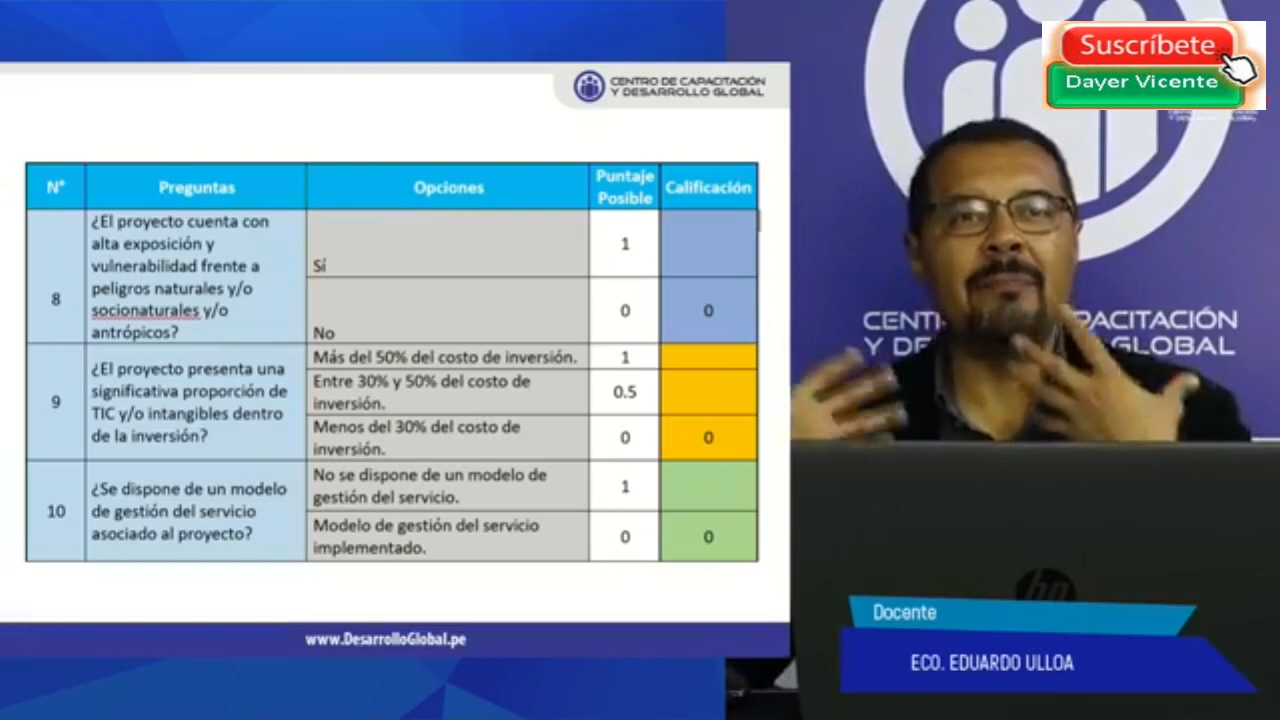 Suscríbete
Dayer Vicente
CENTRO DE CAPACITACIÓN
Y DESARROLLO GLOBAL
N°
Preguntas
Opciones
Puntaje
Posible
Calificación
8
¿El proyecto cuenta con
alta exposición y
vulnerabilidad frente a
peligros naturales y/o
socionaturales y/o
antrópicos?
Sí
1
No
0
0
9
¿El proyecto presenta una
significativa proporción de
TIC y/o intangibles dentro
de la inversión?
Más del 50% del costo de inversión.
1
Entre 30% y 50% del costo de
inversión.
0.5
Menos del 30% del costo de
inversión.
0
0
10
¿Se dispone de un modelo
de gestión del servicio
asociado al proyecto?
No se dispone de un modelo de
gestión del servicio.
1
Modelo de gestión del servicio
implementado.
0
0
www.DesarrolloGlobal.pe
CENT PACITACIÓN
Y DE GLOBAL
hp
Docente
ECO. EDUARDO ULLOA